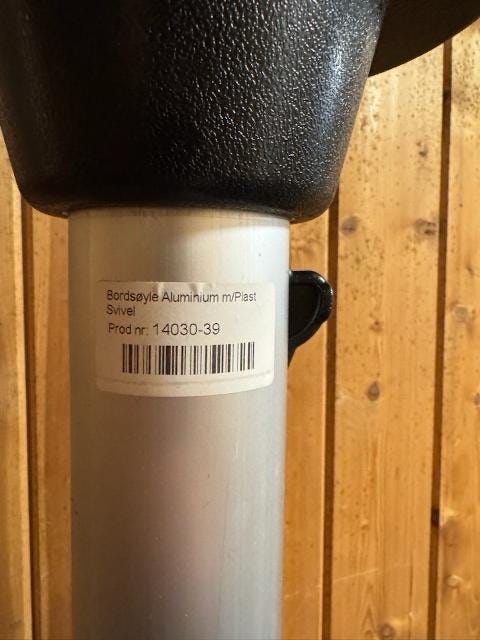 Bordsøyle Aluminium m/Plast
Svivel
Prod nr: 14030-39